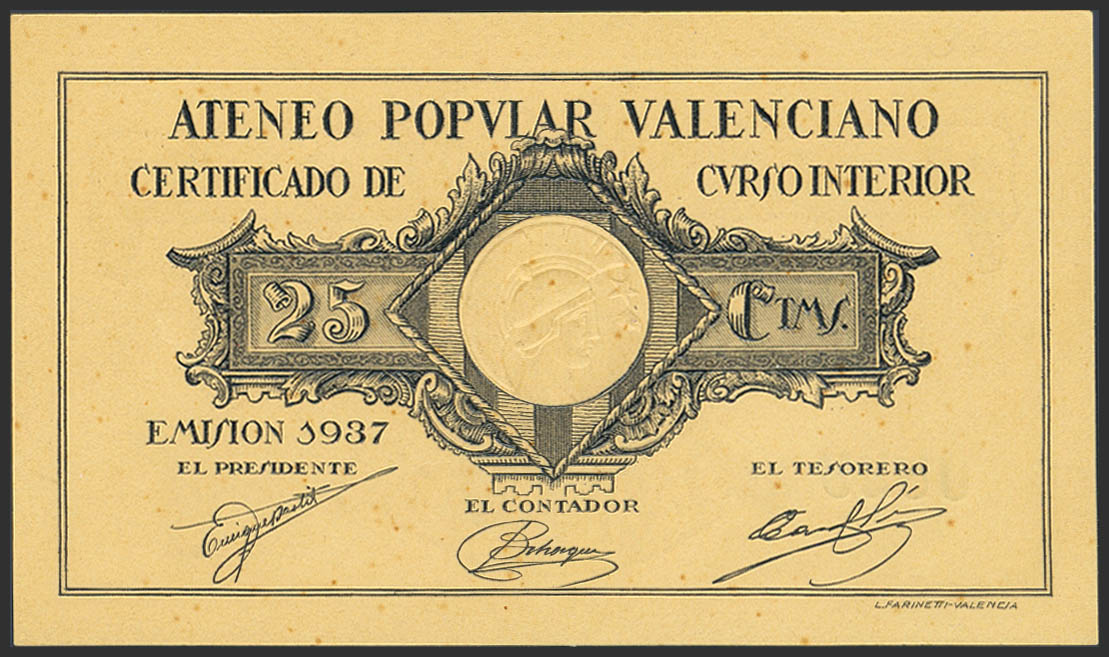 ATENEO POPVLAR VALENCIANO
CERTIFICADO DE CVRSO INTERIOR
25 CTMS.
EMISION 1937
EL PRESIDENTE
EL TESORERO
EL CONTADOR
L. FARINETTI-VALENCIA